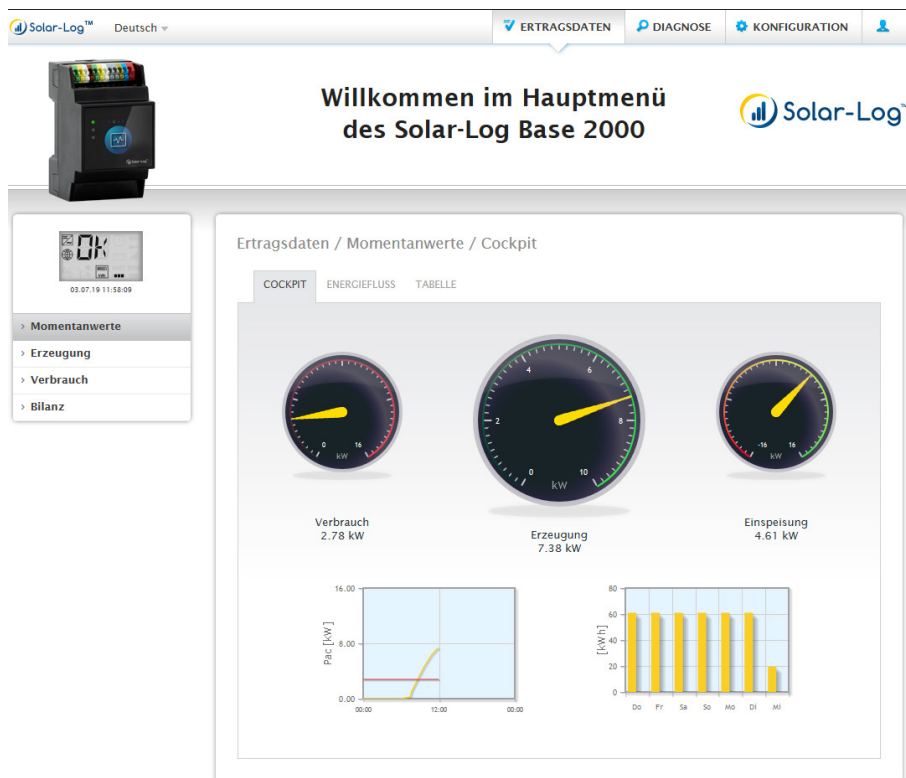 Solar-Log™
Deutsch
ERTRAGSDATEN
DIAGNOSE
KONFIGURATION
Willkommen im Hauptmenü
des Solar-Log Base 2000
Solar-Log
OK
03.07.19 11:58:09
Momentanwerte
Erzeugung
Verbrauch
Bilanz
Ertragsdaten / Momentanwerte / Cockpit
COCKPIT
ENERGIEFLUSS
TABELLE
0 16
kW
Verbrauch
2.78 kW
4 6
2 8
0 10
kW
Erzeugung
7.38 kW
-16 16
kW
Einspeisung
4.61 kW
Pac [kW]
16.00
8.00
0.00
00:00 12:00 00:00
[kWh]
80
60
40
20
0
Do Fr Sa So Mo Di Mi